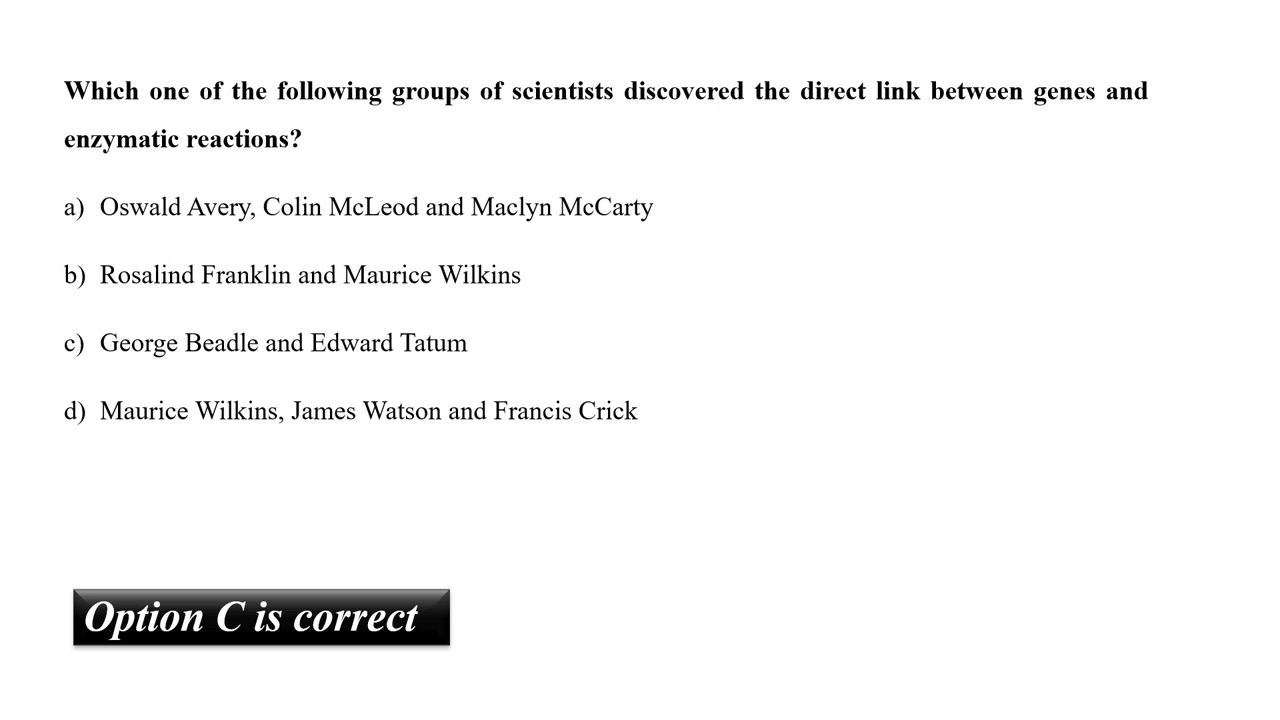 Which one of the following groups of scientists discovered the direct link between genes and
enzymatic reactions?
a) Oswald Avery, Colin McLeod and Maclyn McCarty
b) Rosalind Franklin and Maurice Wilkins
c) George Beadle and Edward Tatum
d) Maurice Wilkins, James Watson and Francis Crick
Option C is correct